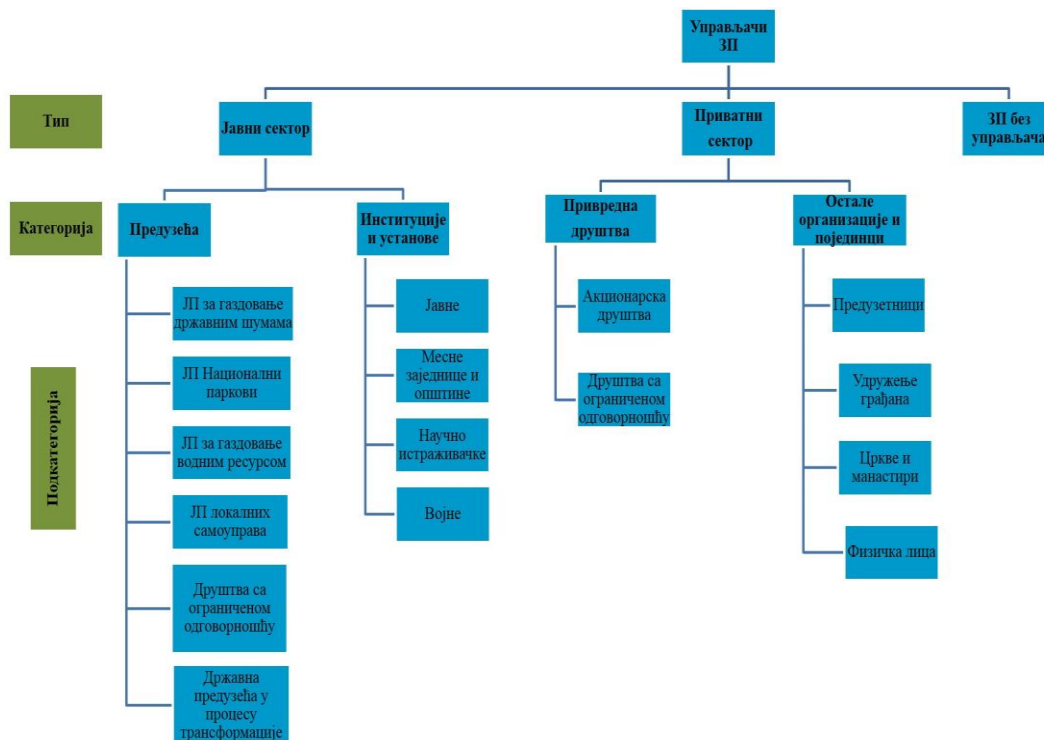 Управљачи
ЗП
Тип
Јавни сектор
Приватни
сектор
ЗП без
управљача
Категорија
Предузећа
Институције
и установе
Привредна
друштва
Остале
организације и
појединци
Подкатегорија
ЈП за газдовање
државним шумама
ЈП Национални
паркови
ЈП за газдовање
водним ресурсом
ЈП локалних
самоуправа
Друштва са
ограниченом
одговорношћу
Државна
предузећа у
процесу
трансформације
Јавне
Месне
заједнице и
општине
Научно
истраживачке
Војне
Акционарска
друштва
Друштва са
ограниченом
одговорношћу
Предузетници
Удружење
грађана
Цркве и
манастири
Физичка лица